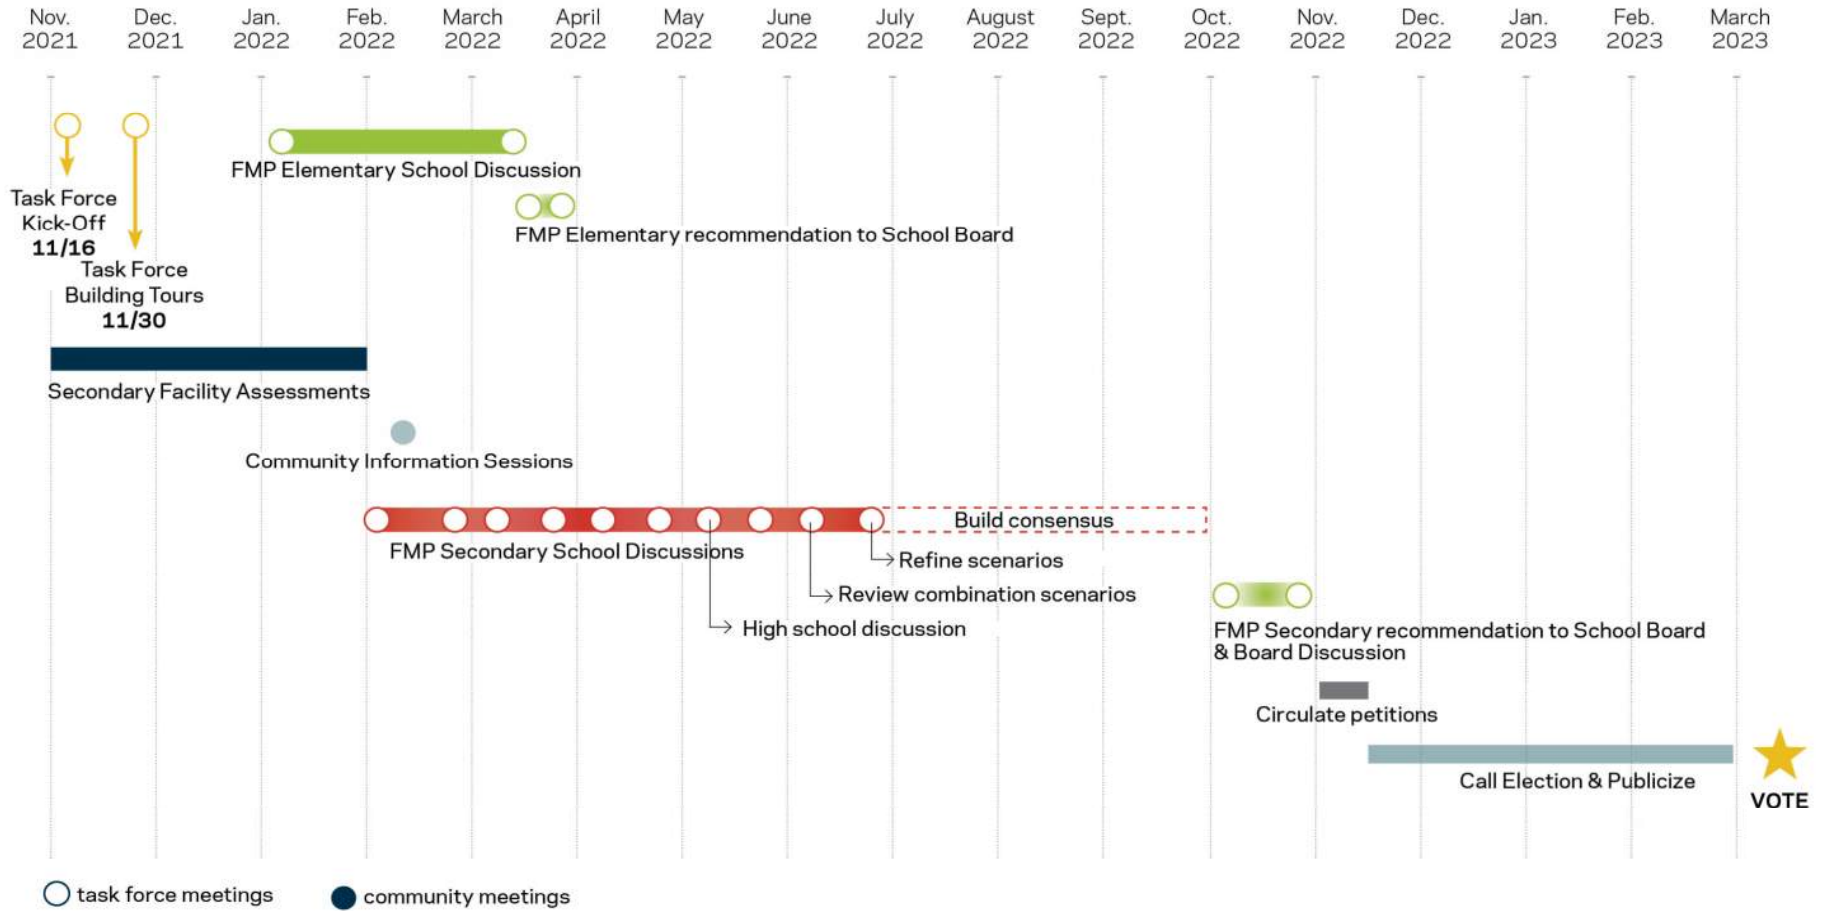 Nov. Dec. Jan. Feb. March April May June July August Sept. Oct. Nov. Dec. Jan. Feb. March
2021 2021 2022 2022 2022 2022 2022 2022 2022 2022 2022 2022 2022 2022 2023 2023 2023
FMP Elementary School Discussion
Task Force
Kick-Off
11/16
FMP Elementary recommendation to School Board
Task Force
Building Tours
11/30
Secondary Facility Assessments
Community Information Sessions
Build consensus
FMP Secondary School Discussions
Refine scenarios
Review combination scenarios
High school discussion
FMP Secondary recommendation to School Board
& Board Discussion
Circulate petitions
Call Election & Publicize
VOTE
task force meetings
community meetings